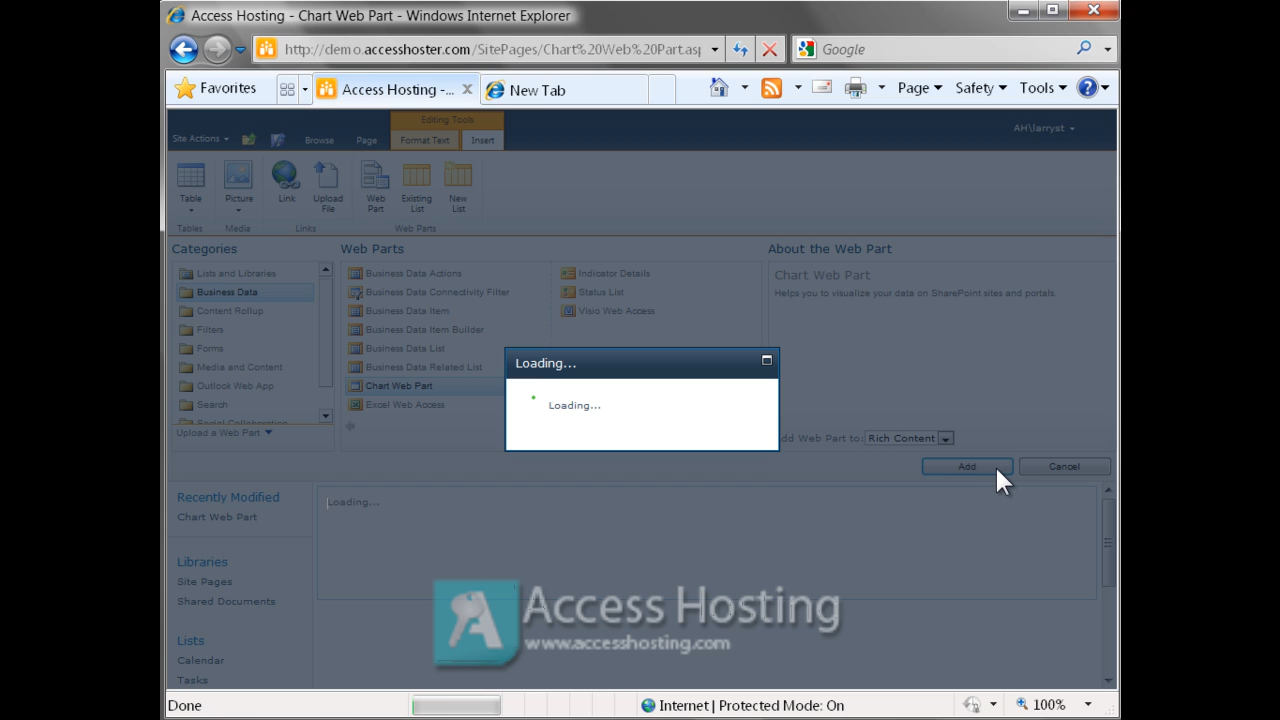 Access Hosting - Chart Web Part - Windows Internet Explorer
http://demo.accesshoster.com/SitePages/Chart%20Web%20Part.asp
Google
Favorites
Access Hosting -...
New Tab
Page
Safety
Tools
Editing Tools
Site Actions
Browse
Page
Format Text
Insert
AH\larryst
Table
Picture
Link
Upload File
Web Part
Existing List
New List
Tables
Media
Links
Web Parts
Categories
Web Parts
About the Web Part
Lists and Libraries
Business Data
Content Rollup
Filters
Forms
Media and Content
Outlook Web App
Search
Social Collaboration
Upload a Web Part
Business Data Actions
Business Data Connectivity Filter
Business Data Item
Business Data Item Builder
Business Data List
Business Data Related List
Chart Web Part
Excel Web Access
Indicator Details
Status List
Visio Web Access
Chart Web Part
Helps you to visualize your data on SharePoint sites and portals.
Loading...
Loading...
dd Web Part to: Rich Content
Add
Cancel
Recently Modified
Chart Web Part
Libraries
Site Pages
Shared Documents
Lists
Calendar
Tasks
Loading...
Access Hosting
www.accesshosting.com
Done
Internet | Protected Mode: On
100%